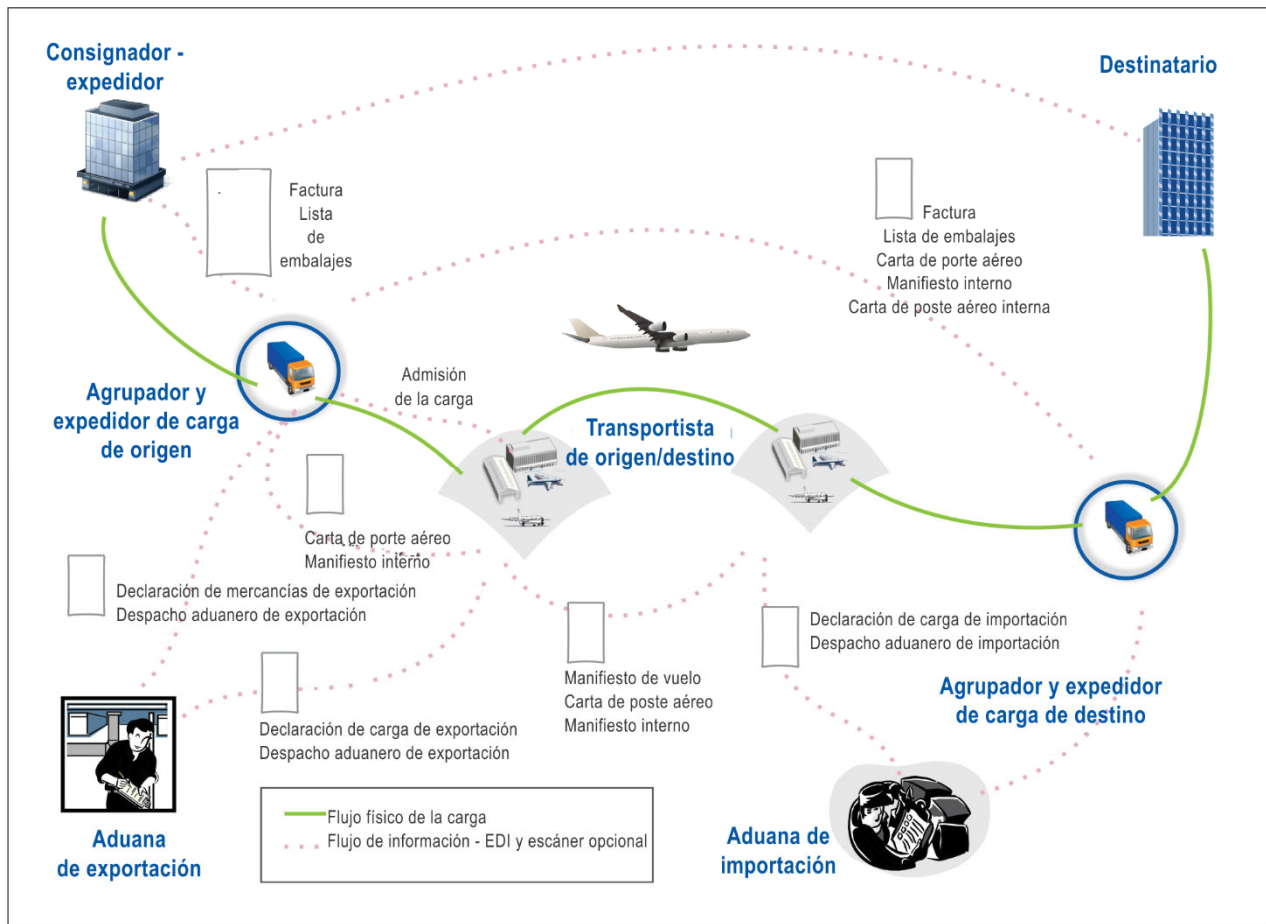 Consignador -
expedidor
Destinatario
Factura
Lista
de
embalajes
Factura
Lista de embalajes
Carta de porte aéreo
Manifiesto interno
Carta de poste aéreo interna
Agrupador y
expedidor de carga
de origen
Admisión
de la carga
Transportista
de origen/destino
Carta de porte aéreo
Manifiesto interno
Declaración de mercancías de exportación
Despacho aduanero de exportación
Declaración de carga de importación
Despacho aduanero de importación
Manifiesto de vuelo
Carta de poste aéreo
Manifiesto interno
Agrupador y expedidor
de carga de destino
Declaración de carga de exportación
Despacho aduanero de exportación
Flujo físico de la carga
Flujo de información - EDI y escáner opcional
Aduana
de exportación
Aduana de
importación